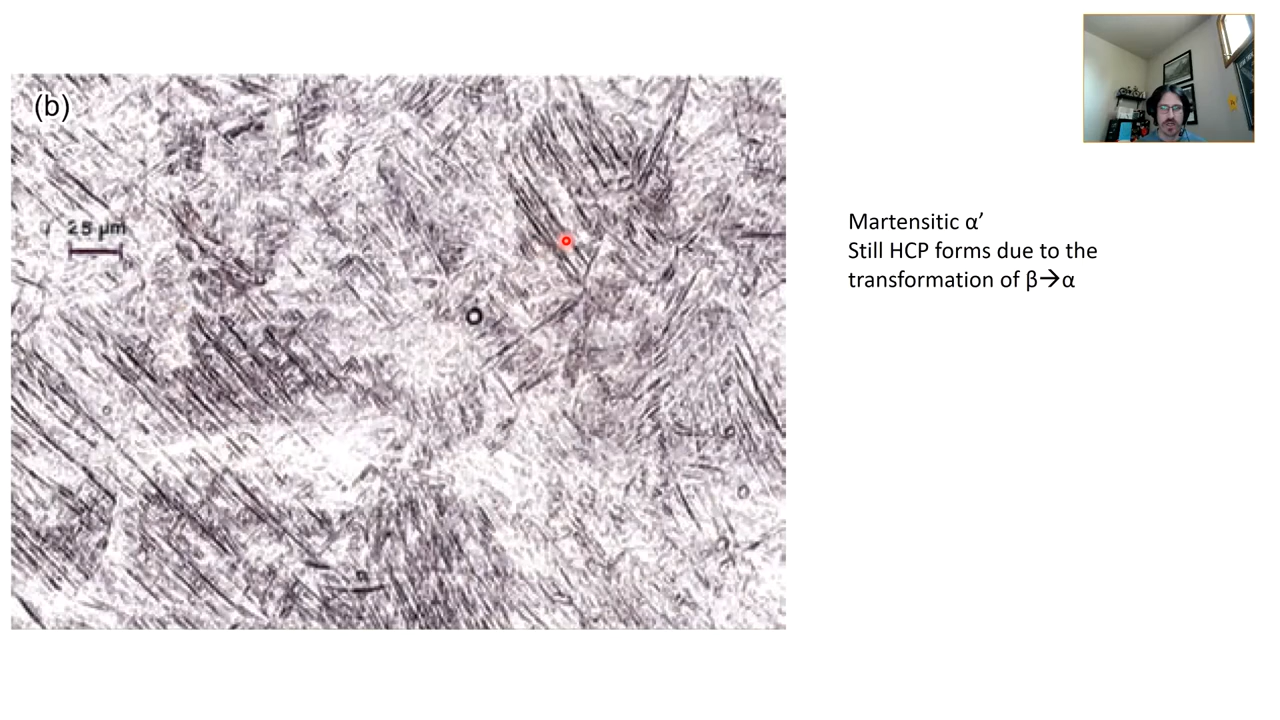 (b)
25 μm
Martensitic α’
Still HCP forms due to the
transformation of β→α